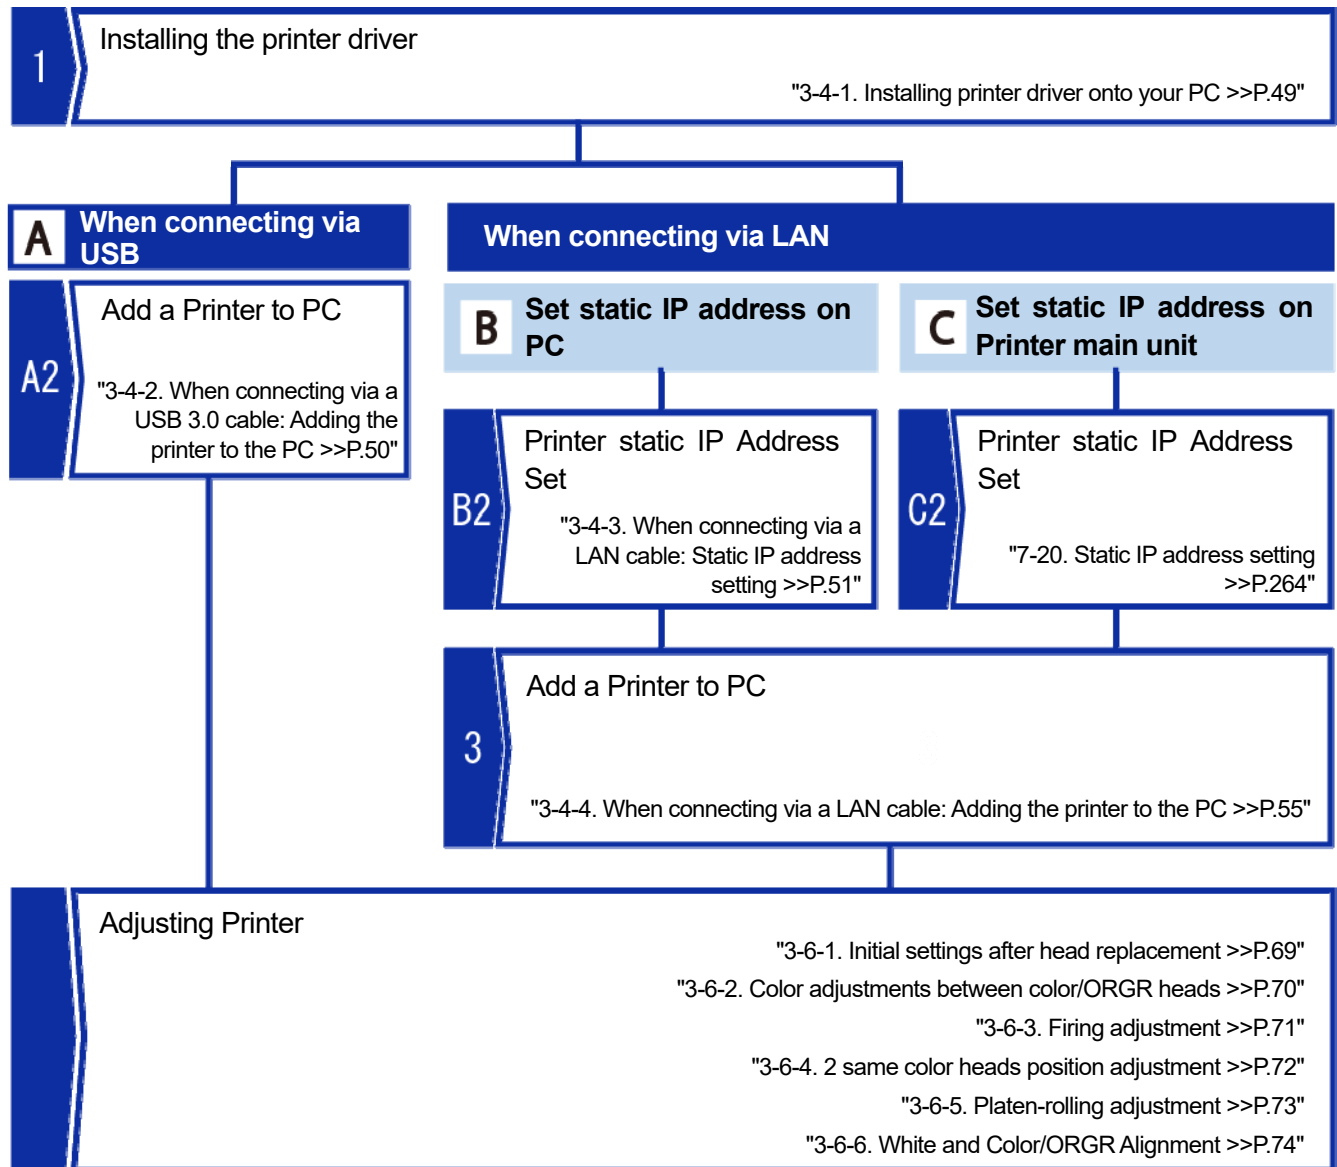 1
Installing the printer driver
"3-4-1. Installing printer driver onto your PC >>P.49"
A
When connecting via
USB
A2
Add a Printer to PC
"3-4-2. When connecting via a
USB 3.0 cable: Adding the
printer to the PC >>P.50"
When connecting via LAN
B
Set static IP address on
PC
B2
Printer static IP Address
Set
"3-4-3. When connecting via a
LAN cable: Static IP address
setting >>P.51"
C
Set static IP address on
Printer main unit
C2
Printer static IP Address
Set
"7-20. Static IP address setting
>>P.264"
3
Add a Printer to PC
"3-4-4. When connecting via a LAN cable: Adding the printer to the PC >>P.55"
Adjusting Printer
"3-6-1. Initial settings after head replacement >>P.69"
"3-6-2. Color adjustments between color/ORGR heads >>P.70"
"3-6-3. Firing adjustment >>P.71"
"3-6-4. 2 same color heads position adjustment >>P.72"
"3-6-5. Platen-rolling adjustment >>P.73"
"3-6-6. White and Color/ORGR Alignment >>P.74"